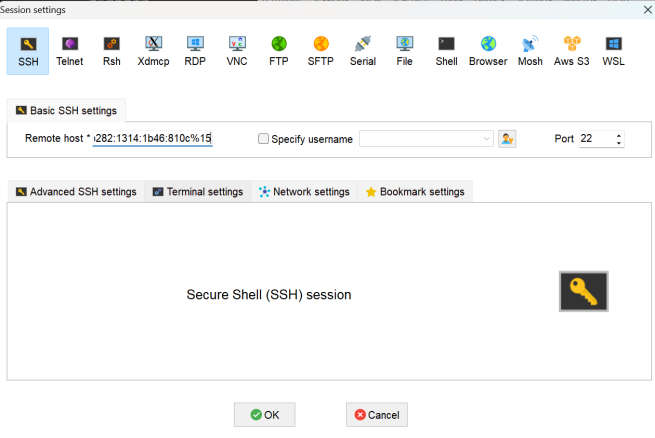 Session settings
SSH Telnet Rsh Xdmcp RDP VNC FTP SFTP Serial File Shell Browser Mosh Aws S3 WSL
Basic SSH settings
Remote host * 282:1314:1b46:810c%15 Specify username Port 22
Advanced SSH settings Terminal settings Network settings Bookmark settings
Secure Shell (SSH) session
OK Cancel